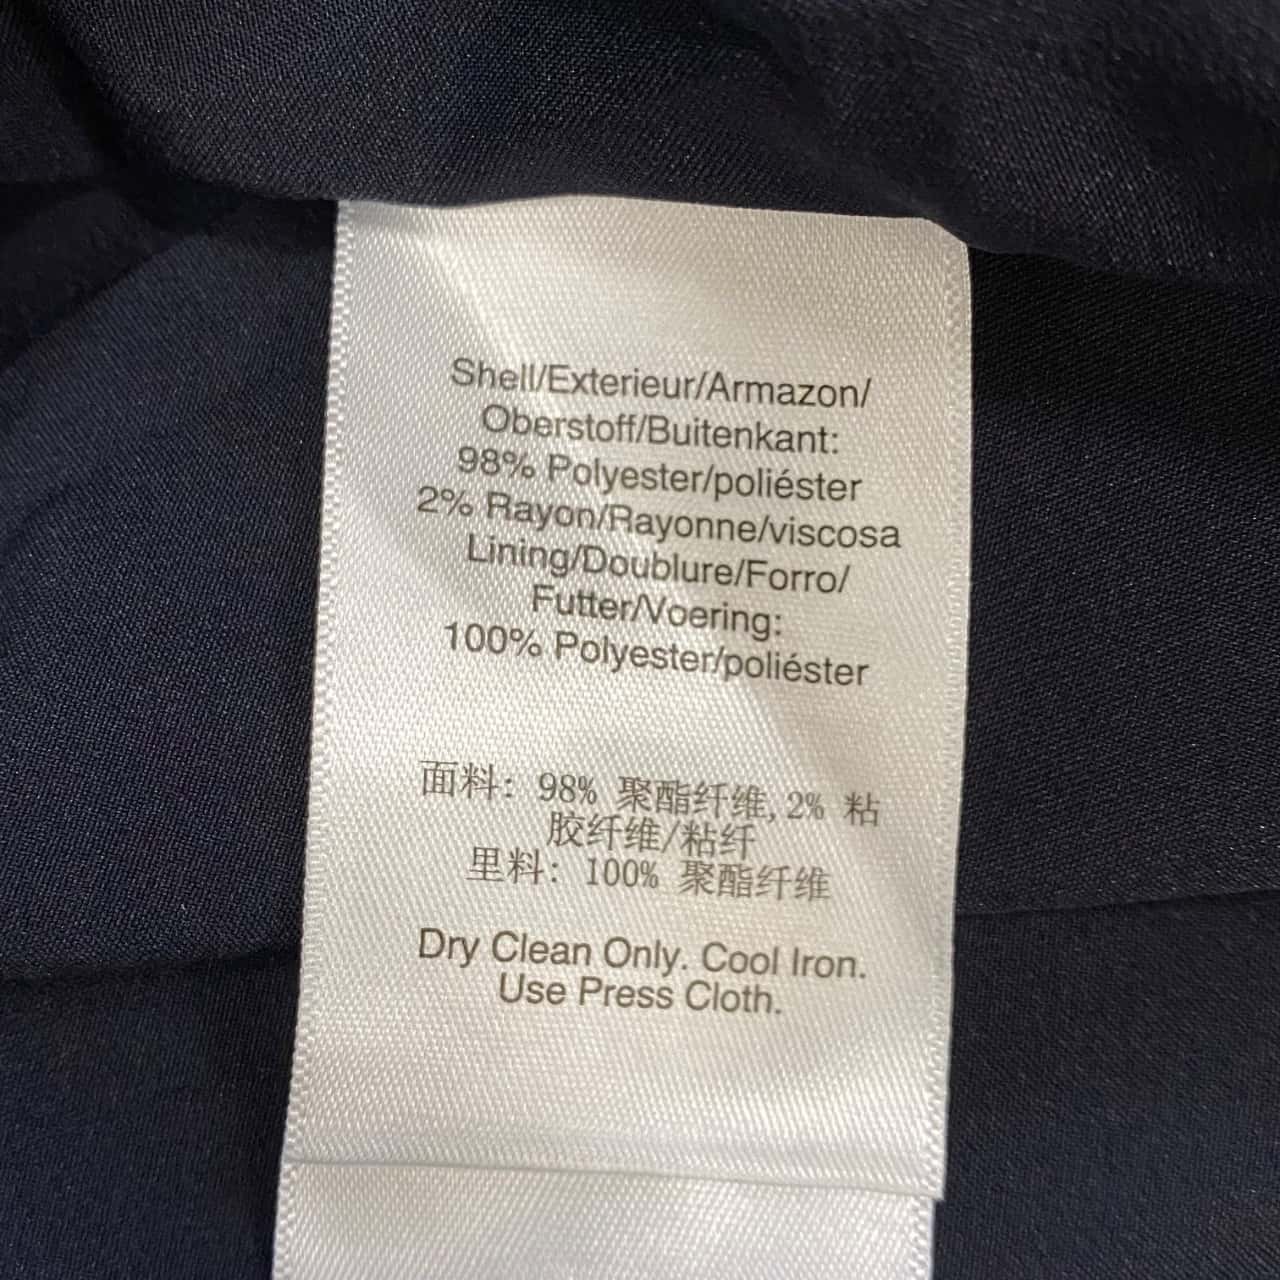 Shell/Exterieur/Armazon/
Oberstoff/Buitenkant:
98% Polyester/poliéster
2% Rayon/Rayonne/viscosa
Lining/Doublure/Forro/
Futter/Voering:
100% Polyester/poliéster
面料: 98% 聚酯纤维,2% 粘
胶纤维/粘纤
里料: 100% 聚酯纤维
Dry Clean Only. Cool Iron.
Use Press Cloth.